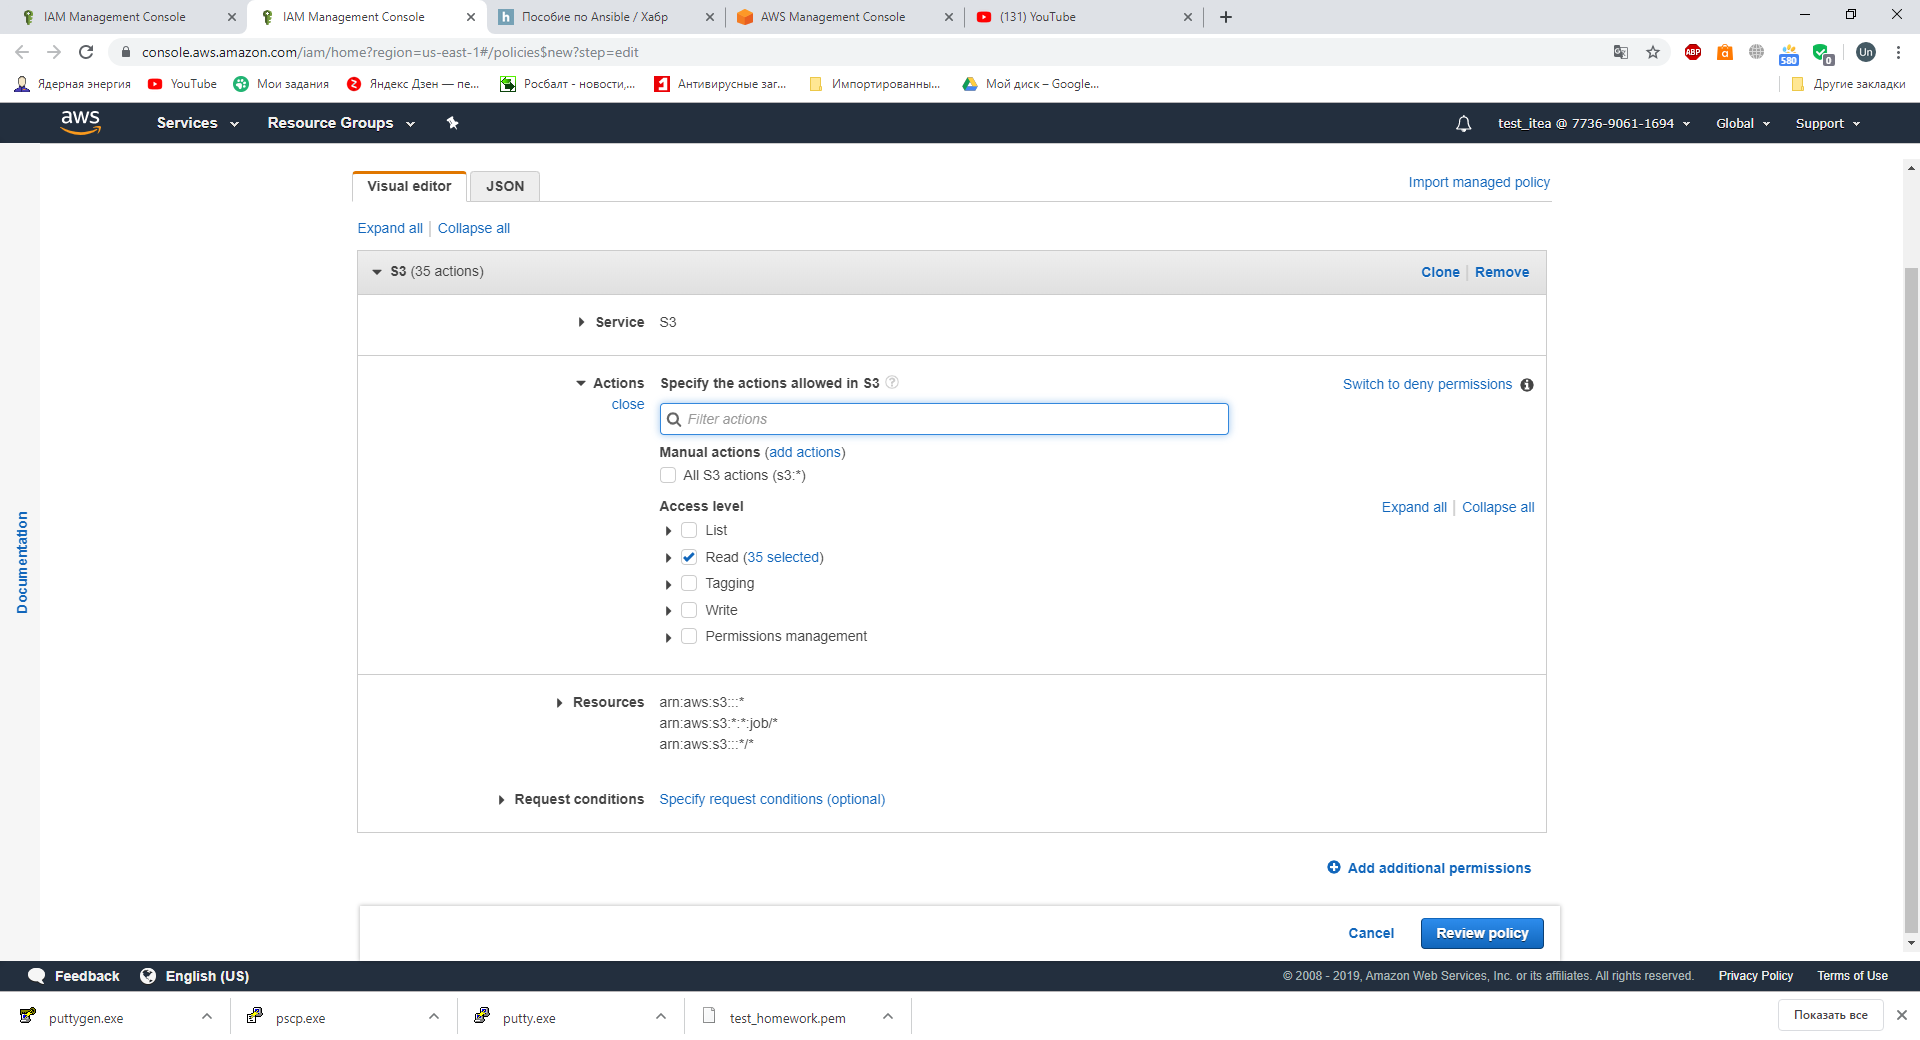 IAM Management Console
IAM Management Console
Пособие по Ansible / Хабр
AWS Management Console
(131) YouTube
console.aws.amazon.com/iam/home?region=us-east-1#/policies$new?step=edit
ABP
a
580
0
Un
Ядерная энергия
YouTube
Мои задания
Яндекс Дзен — пе...
Росбалт - новости,...
Антивирусные заг...
Импортированны...
Мой диск – Google...
Другие закладки
aws
Services
Resource Groups
test_itea @ 7736-9061-1694
Global
Support
Visual editor
JSON
Import managed policy
Expand all | Collapse all
S3 (35 actions)
Clone | Remove
Service S3
Actions Specify the actions allowed in S3 ?
Switch to deny permissions i
close
Filter actions
Manual actions (add actions)
All S3 actions (s3:*)
Access level
Expand all | Collapse all
List
Read (35 selected)
Tagging
Write
Permissions management
Documentation
Resources arn:aws:s3:::*
arn:aws:s3:*:*:job/*
arn:aws:s3:::*/*
Request conditions Specify request conditions (optional)
Add additional permissions
Cancel
Review policy
Feedback
English (US)
© 2008 - 2019, Amazon Web Services, Inc. or its affiliates. All rights reserved.
Privacy Policy
Terms of Use
puttygen.exe
pscp.exe
putty.exe
test_homework.pem
Показать все